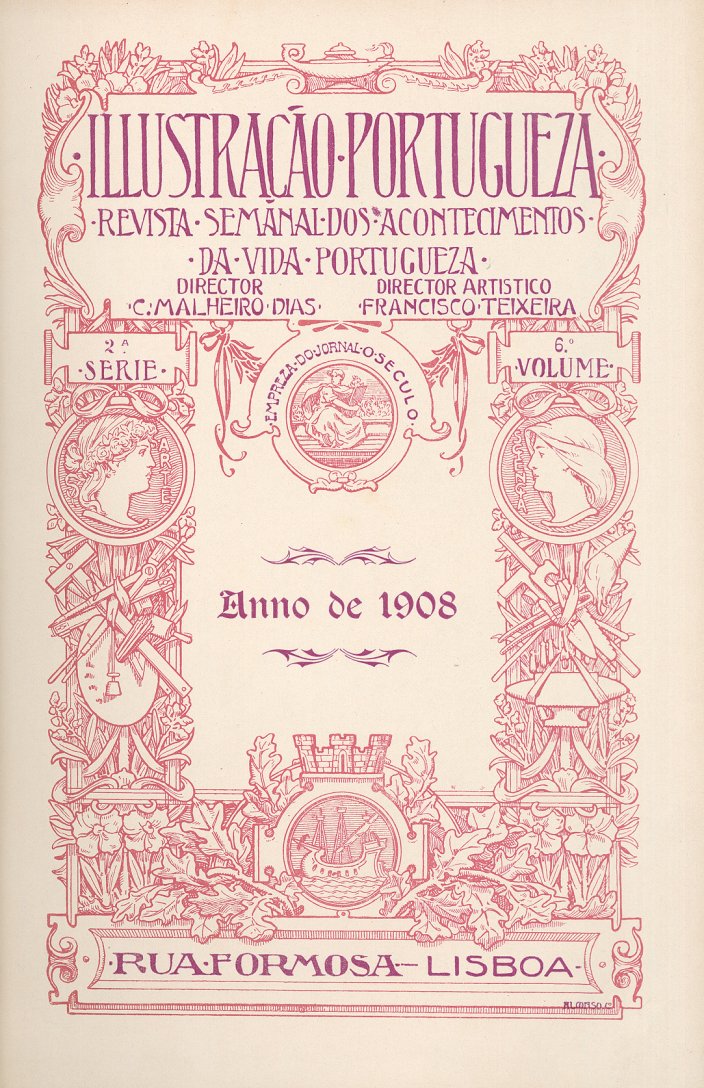 ·ILLUSTRAÇÃO·PORTUGUEZA·
·REVISTA·SEMANAL·DOS·ACONTECIMENTOS·
·DA·VIDA·PORTUGUEZA·
DIRECTOR
·C.·MALHEIRO·DIAS·
DIRECTOR ARTISTICO
·FRANCISCO·TEIXEIRA
2.ª
·SERIE·
EMPREZA·DO·JORNAL·O·SECULO·
6.º
·VOLUME·
ARTE
SCIENCIA
Anno de 1908
·RUA·FORMOSA—LISBOA·